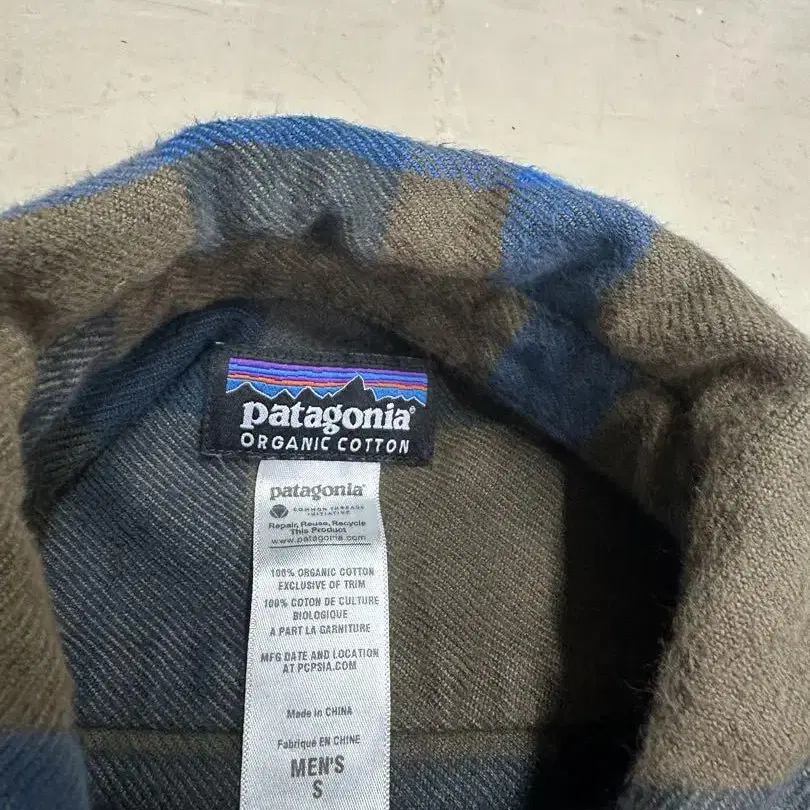 patagonia®
ORGANIC COTTON
patagonia®
COMMON THREADS
INITIATIVE
Repair, Reuse, Recycle
This Product
www.patagonia.com
100% ORGANIC COTTON
EXCLUSIVE OF TRIM
100% COTON DE CULTURE
BIOLOGIQUE
A PART LA GARNITURE
MFG DATE AND LOCATION
AT PCPSIA.COM
Made in CHINA
Fabriqué EN CHINE
MEN'S
S